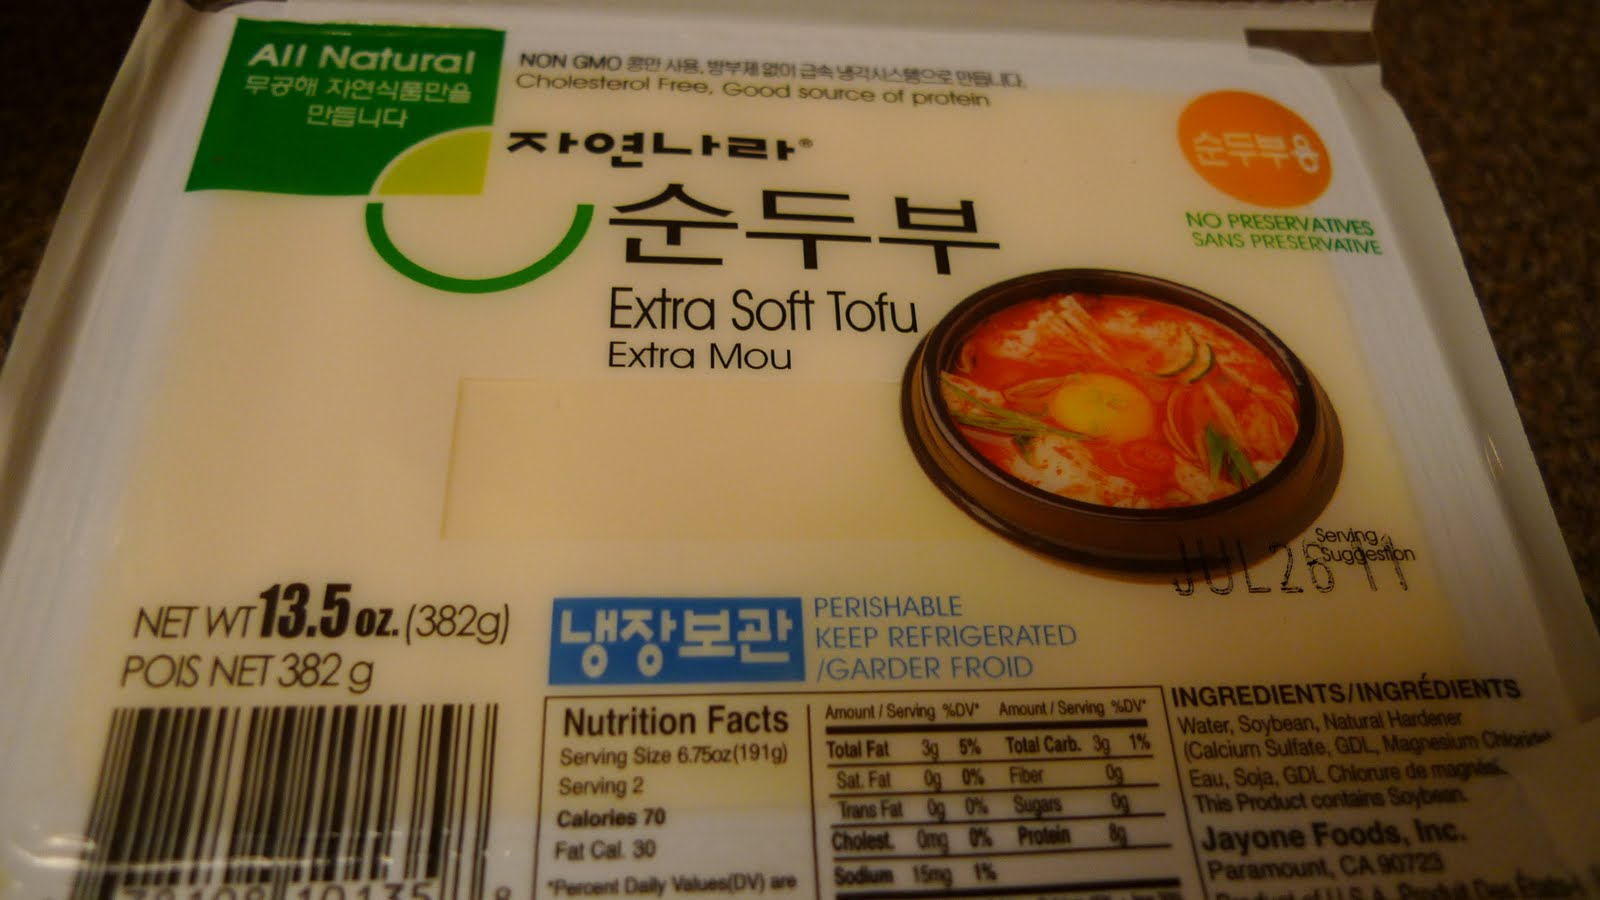 All Natural
무공해 자연식품만을
만듭니다
NON GMO 콩만 사용, 방부제 없이 급속 냉각시스템으로 만듭니다.
Cholesterol Free, Good source of protein
자연나라®
순두부
Extra Soft Tofu
Extra Mou
순두부용
NO PRESERVATIVES
SANS PRESERVATIVE
Serving
Suggestion
JUL 26 11
NET WT 13.5 oz. (382g)
POIS NET 382 g
냉장보관
PERISHABLE
KEEP REFRIGERATED
/GARDER FROID
Nutrition Facts
Serving Size 6.75oz(191g)
Serving 2
Calories 70
Fat Cal. 30
*Percent Daily Values(DV) are
Amount / Serving %DV* Amount / Serving %DV*
Total Fat 3g 5% Total Carb. 3g 1%
Sat. Fat 0g 0% Fiber 0g
Trans Fat 0g 0% Sugars 0g
Cholest. 0mg 0% Protein 8g
Sodium 15mg 1%
INGREDIENTS/INGRÉDIENTS
Water, Soybean, Natural Hardener
(Calcium Sulfate, GDL, Magnesium
Eau, Soja, GDL Chlorure de
This Product contains Soybean.
Jayone Foods, Inc.
Paramount, CA 90723
Product of U.S.A.